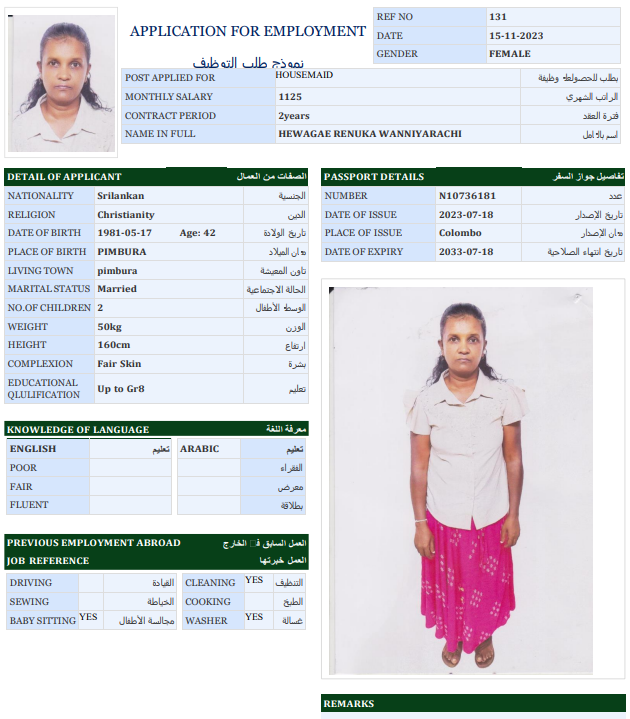 APPLICATION FOR EMPLOYMENT
نموذج طلب التوظيف
REF NO 131
DATE 15-11-2023
GENDER FEMALE
POST APPLIED FOR HOUSEMAID يطلب للحصولعلى وظيفة
MONTHLY SALARY 1125 الراتب الشهري
CONTRACT PERIOD 2years فترة العقد
NAME IN FULL HEWAGAE RENUKA WANNIYARACHI
DETAIL OF APPLICANT الصفات من العمال
NATIONALITY Srilankan الجنسية
RELIGION Christianity الدين
DATE OF BIRTH 1981-05-17 Age: 42 تاريخ الولادة
PLACE OF BIRTH PIMBURA
LIVING TOWN pimbura تاون المعيشة
MARITAL STATUS Married الحالة الاجتماعية
NO.OF CHILDREN 2 الوسط الأطفال
WEIGHT 50kg الوزن
HEIGHT 160cm ارتفاع
COMPLEXION Fair Skin بشرة
EDUCATIONAL QLULIFICATION Up to Gr8 تعليم
PASSPORT DETAILS تفاصيل جواز السفر
NUMBER N10736181 عدد
DATE OF ISSUE 2023-07-18 تاريخ الإصدار
PLACE OF ISSUE Colombo
DATE OF EXPIRY 2033-07-18 تاريخ انتهاء الصلاحية
KNOWLEDGE OF LANGUAGE معرفة اللغة
ENGLISH تعليم ARABIC تعليم
POOR الفقراء
FAIR معرض
FLUENT بطلاقة
PREVIOUS EMPLOYMENT ABROAD العمل السابق في الخارج
JOB REFERENCE العمل خبرتها
DRIVING القيادة CLEANING YES التنظيف
SEWING الخياطة COOKING الطبخ
BABY SITTING YES مجالسة الأطفال WASHER YES غسالة
REMARKS